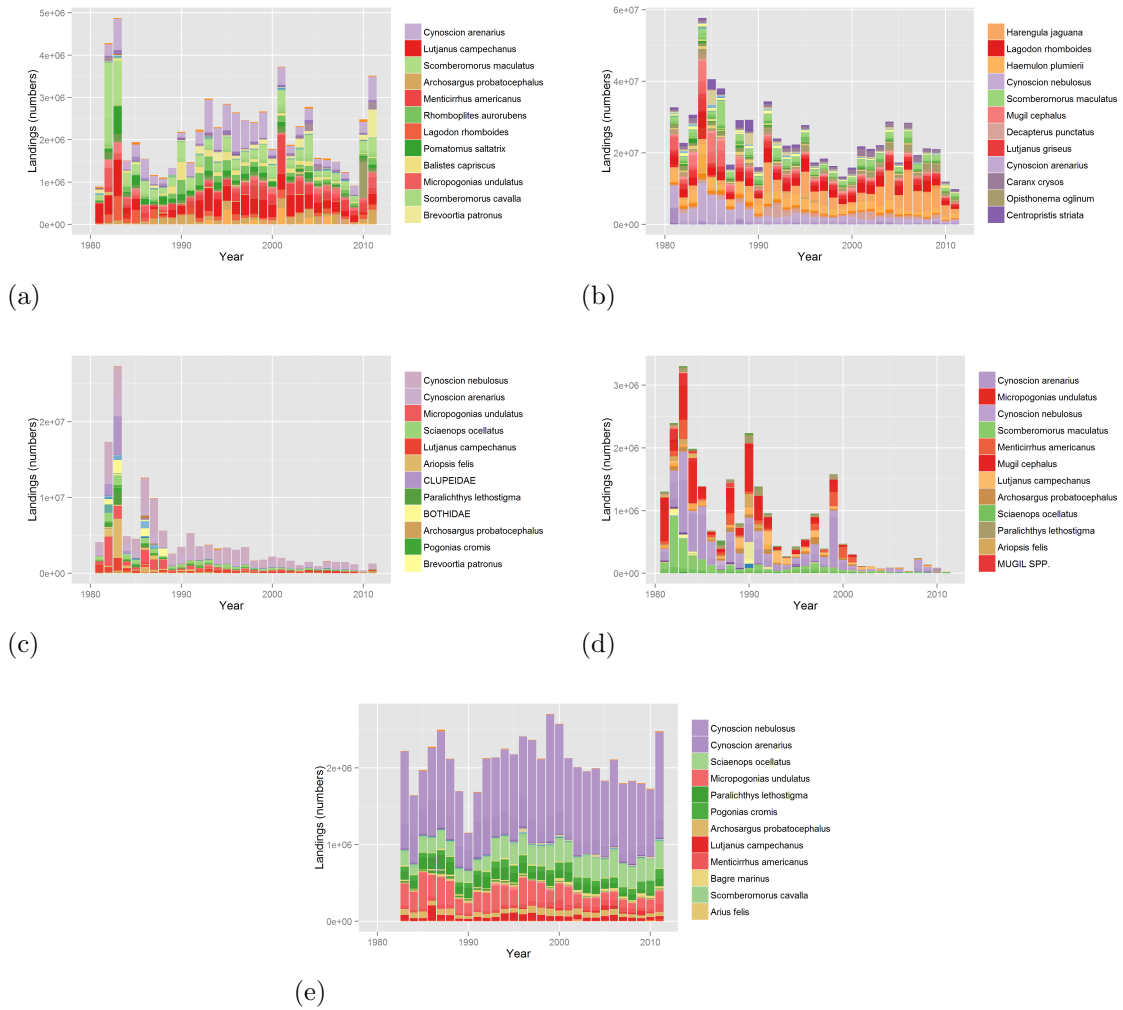 5e+06
4e+06
3e+06
2e+06
1e+06
0e+00
Landings (numbers)
1980
1990
2000
2010
Year
Cynoscion arenarius
Lutjanus campechanus
Scomberomorus maculatus
Archosargus probatocephalus
Menticirrhus americanus
Rhomboplites aurorubens
Lagodon rhomboides
Pomatomus saltatrix
Balistes capriscus
Micropogonias undulatus
Scomberomorus cavalla
Brevoortia patronus
(a)
6e+07
4e+07
2e+07
0e+00
Landings (numbers)
1980
1990
2000
2010
Year
Harengula jaguana
Lagodon rhomboides
Haemulon plumierii
Cynoscion nebulosus
Scomberomorus maculatus
Mugil cephalus
Decapterus punctatus
Lutjanus griseus
Cynoscion arenarius
Caranx crysos
Opisthonema oglinum
Centropristis striata
(b)
2e+07
1e+07
0e+00
Landings (numbers)
1980
1990
2000
2010
Year
Cynoscion nebulosus
Cynoscion arenarius
Micropogonias undulatus
Sciaenops ocellatus
Lutjanus campechanus
Ariopsis felis
CLUPEIDAE
Paralichthys lethostigma
BOTHIDAE
Archosargus probatocephalus
Pogonias cromis
Brevoortia patronus
(c)
3e+06
2e+06
1e+06
0e+00
Landings (numbers)
1980
1990
2000
2010
Year
Cynoscion arenarius
Micropogonias undulatus
Cynoscion nebulosus
Scomberomorus maculatus
Menticirrhus americanus
Mugil cephalus
Lutjanus campechanus
Archosargus probatocephalus
Sciaenops ocellatus
Paralichthys lethostigma
Ariopsis felis
MUGIL SPP.
(d)
2e+06
1e+06
0e+00
Landings (numbers)
1980
1990
2000
2010
Year
Cynoscion nebulosus
Cynoscion arenarius
Sciaenops ocellatus
Micropogonias undulatus
Paralichthys lethostigma
Pogonias cromis
Archosargus probatocephalus
Lutjanus campechanus
Menticirrhus americanus
Bagre marinus
Scomberomorus cavalla
Arius felis
(e)